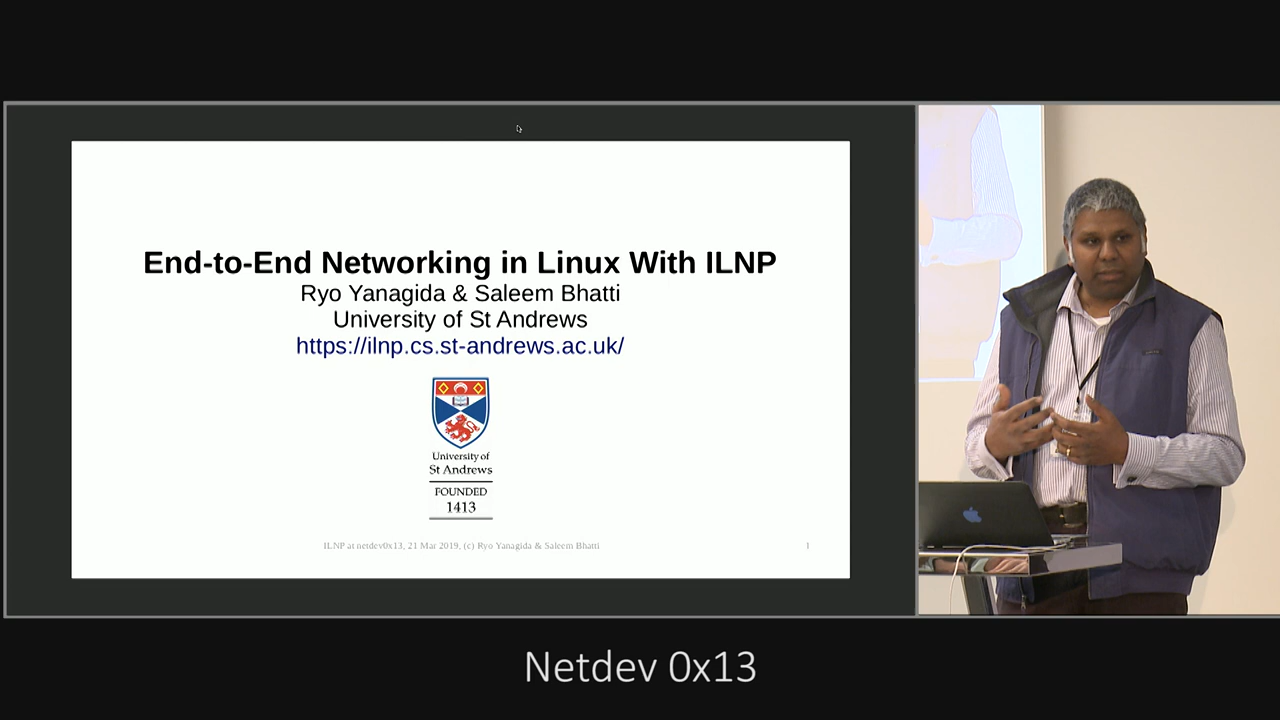 End-to-End Networking in Linux With ILNP
Ryo Yanagida & Saleem Bhatti
University of St Andrews
https://ilnp.cs.st-andrews.ac.uk/
University of
St Andrews
FOUNDED
1413
ILNP at netdev0x13, 21 Mar 2019, (c) Ryo Yanagida & Saleem Bhatti
1
Netdev 0x13